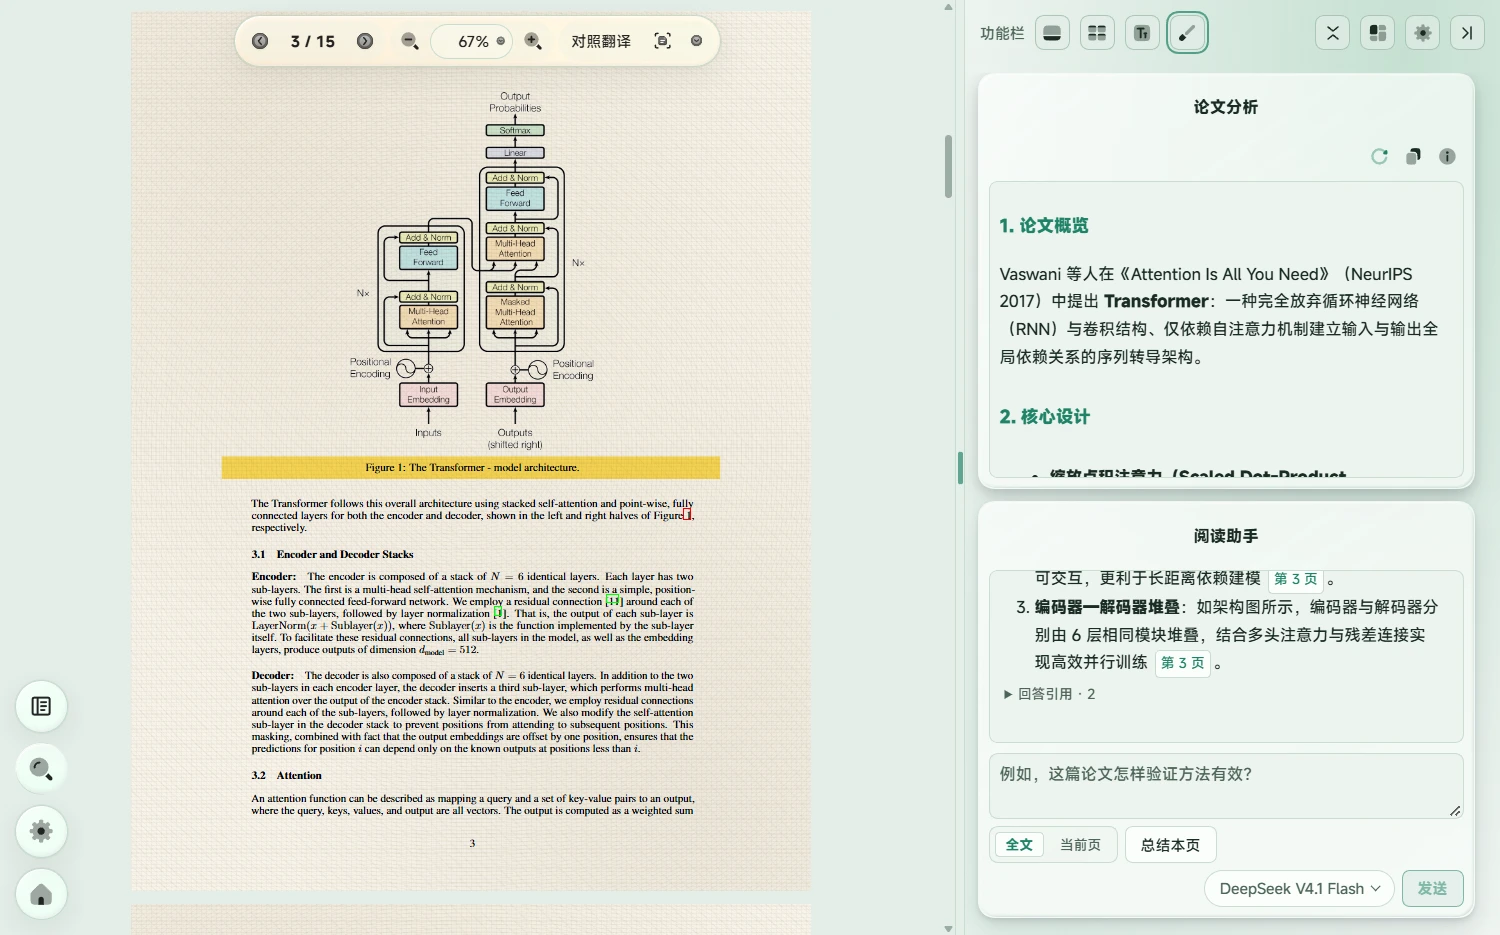 3 / 15
67%
对照翻译
Output
Probabilities
Softmax
Linear
Add & Norm
Feed
Forward
Add & Norm
Multi-Head
Attention
Add & Norm
Feed
Forward
N×
N×
Add & Norm
Multi-Head
Attention
Add & Norm
Masked
Multi-Head
Attention
Positional
Encoding
Positional
Encoding
Input
Embedding
Output
Embedding
Inputs
Outputs
(shifted right)
Figure 1: The Transformer - model architecture.
The Transformer follows this overall architecture using stacked self-attention and point-wise, fully
connected layers for both the encoder and decoder, shown in the left and right halves of Figure 1,
respectively.
3.1 Encoder and Decoder Stacks
Encoder: The encoder is composed of a stack of N = 6 identical layers. Each layer has two
sub-layers. The first is a multi-head self-attention mechanism, and the second is a simple, position-
wise fully connected feed-forward network. We employ a residual connection [11] around each of
the two sub-layers, followed by layer normalization [1]. That is, the output of each sub-layer is
LayerNorm(x + Sublayer(x)), where Sublayer(x) is the function implemented by the sub-layer
itself. To facilitate these residual connections, all sub-layers in the model, as well as the embedding
layers, produce outputs of dimension d_model = 512.
Decoder: The decoder is also composed of a stack of N = 6 identical layers. In addition to the two
sub-layers in each encoder layer, the decoder inserts a third sub-layer, which performs multi-head
attention over the output of the encoder stack. Similar to the encoder, we employ residual connections
around each of the sub-layers, followed by layer normalization. We also modify the self-attention
sub-layer in the decoder stack to prevent positions from attending to subsequent positions. This
masking, combined with fact that the output embeddings are offset by one position, ensures that the
predictions for position i can depend only on the known outputs at positions less than i.
3.2 Attention
An attention function can be described as mapping a query and a set of key-value pairs to an output,
where the query, keys, values, and output are all vectors. The output is computed as a weighted sum
3
功能栏
论文分析
1. 论文概览
Vaswani 等人在《Attention Is All You Need》（NeurIPS
2017）中提出 Transformer：一种完全放弃循环神经网络
（RNN）与卷积结构、仅依赖自注意力机制建立输入与输出全
局依赖关系的序列转导架构。
2. 核心设计
• 缩放点积注意力（Scaled Dot-Product
阅读助手
可交互，更利于长距离依赖建模 第 3 页 。
3. 编码器—解码器堆叠：如架构图所示，编码器与解码器分
别由 6 层相同模块堆叠，结合多头注意力与残差连接实
现高效并行训练 第 3 页 。
▶ 回答引用 · 2
例如，这篇论文怎样验证方法有效？
全文
当前页
总结本页
DeepSeek V4.1 Flash
发送